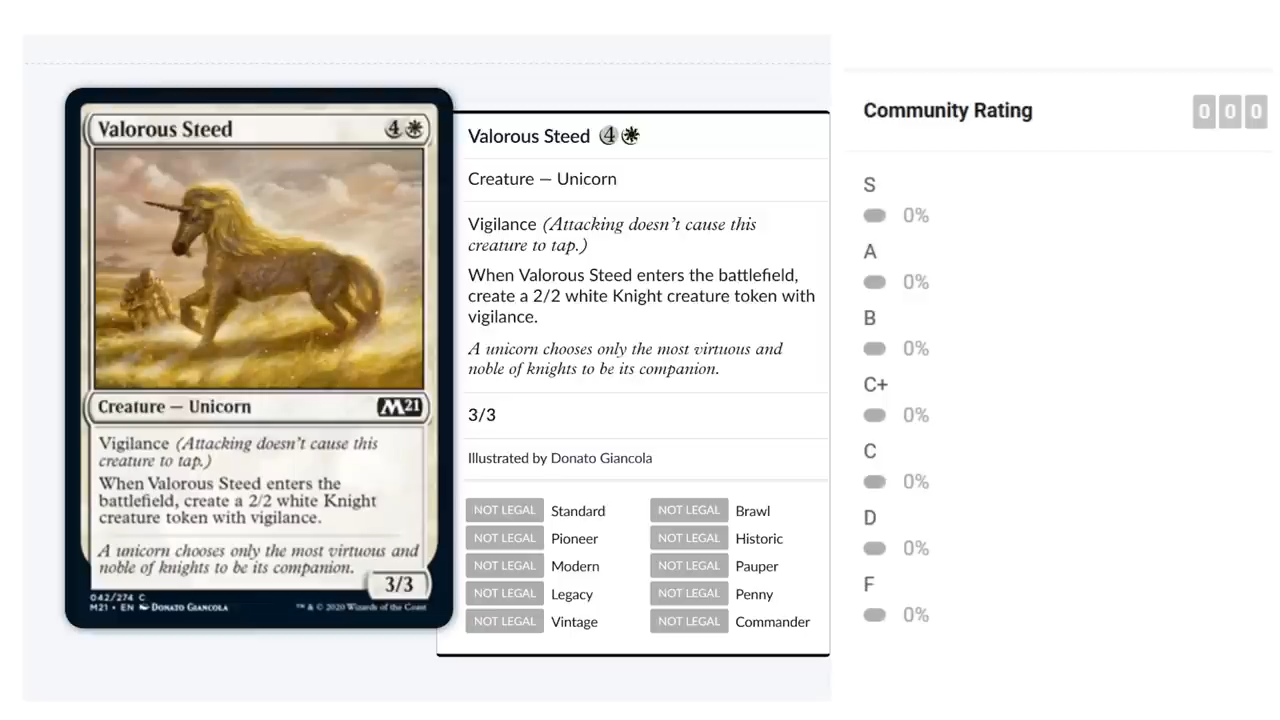 Valorous Steed 4
Creature — Unicorn
M21
Vigilance (Attacking doesn't cause this
creature to tap.)
When Valorous Steed enters the
battlefield, create a 2/2 white Knight
creature token with vigilance.
A unicorn chooses only the most virtuous and
noble of knights to be its companion.
3/3
042/274 C
M21 • EN Donato Giancola
™ & © 2020 Wizards of the Coast
Valorous Steed 4
Creature — Unicorn
Vigilance (Attacking doesn't cause this
creature to tap.)
When Valorous Steed enters the battlefield,
create a 2/2 white Knight creature token with
vigilance.
A unicorn chooses only the most virtuous and
noble of knights to be its companion.
3/3
Illustrated by Donato Giancola
NOT LEGAL Standard NOT LEGAL Brawl
NOT LEGAL Pioneer NOT LEGAL Historic
NOT LEGAL Modern NOT LEGAL Pauper
NOT LEGAL Legacy NOT LEGAL Penny
NOT LEGAL Vintage NOT LEGAL Commander
Community Rating 0 0 0
S
0%
A
0%
B
0%
C+
0%
C
0%
D
0%
F
0%